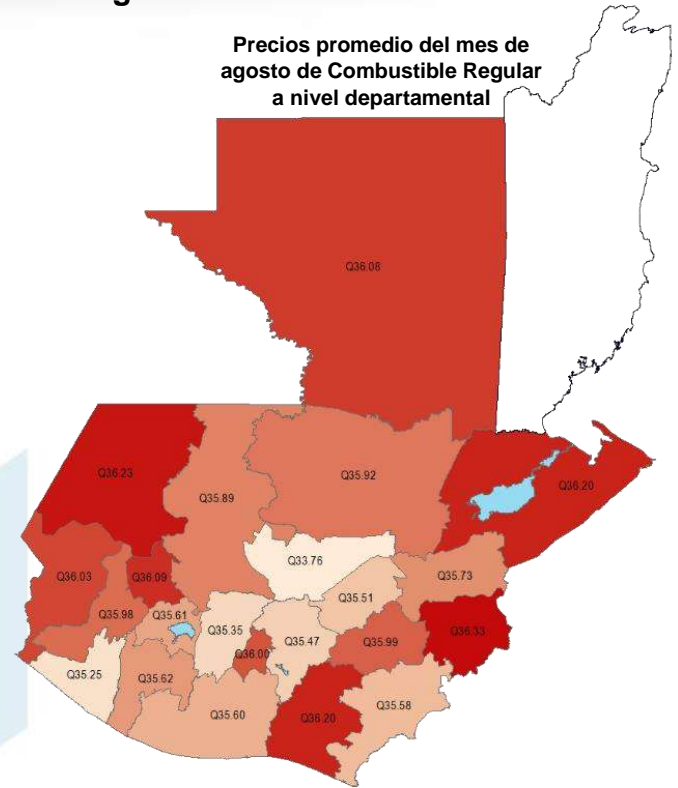 Precios promedio del mes de
agosto de Combustible Regular
a nivel departamental
Q36.08
Q36.23
Q35.89
Q35.92
Q36.20
Q33.76
Q36.03
Q36.09
Q35.73
Q35.51
Q35.98
Q35.61
Q35.35
Q36.00
Q35.47
Q35.99
Q36.33
Q35.25
Q35.62
Q35.60
Q36.20
Q35.58